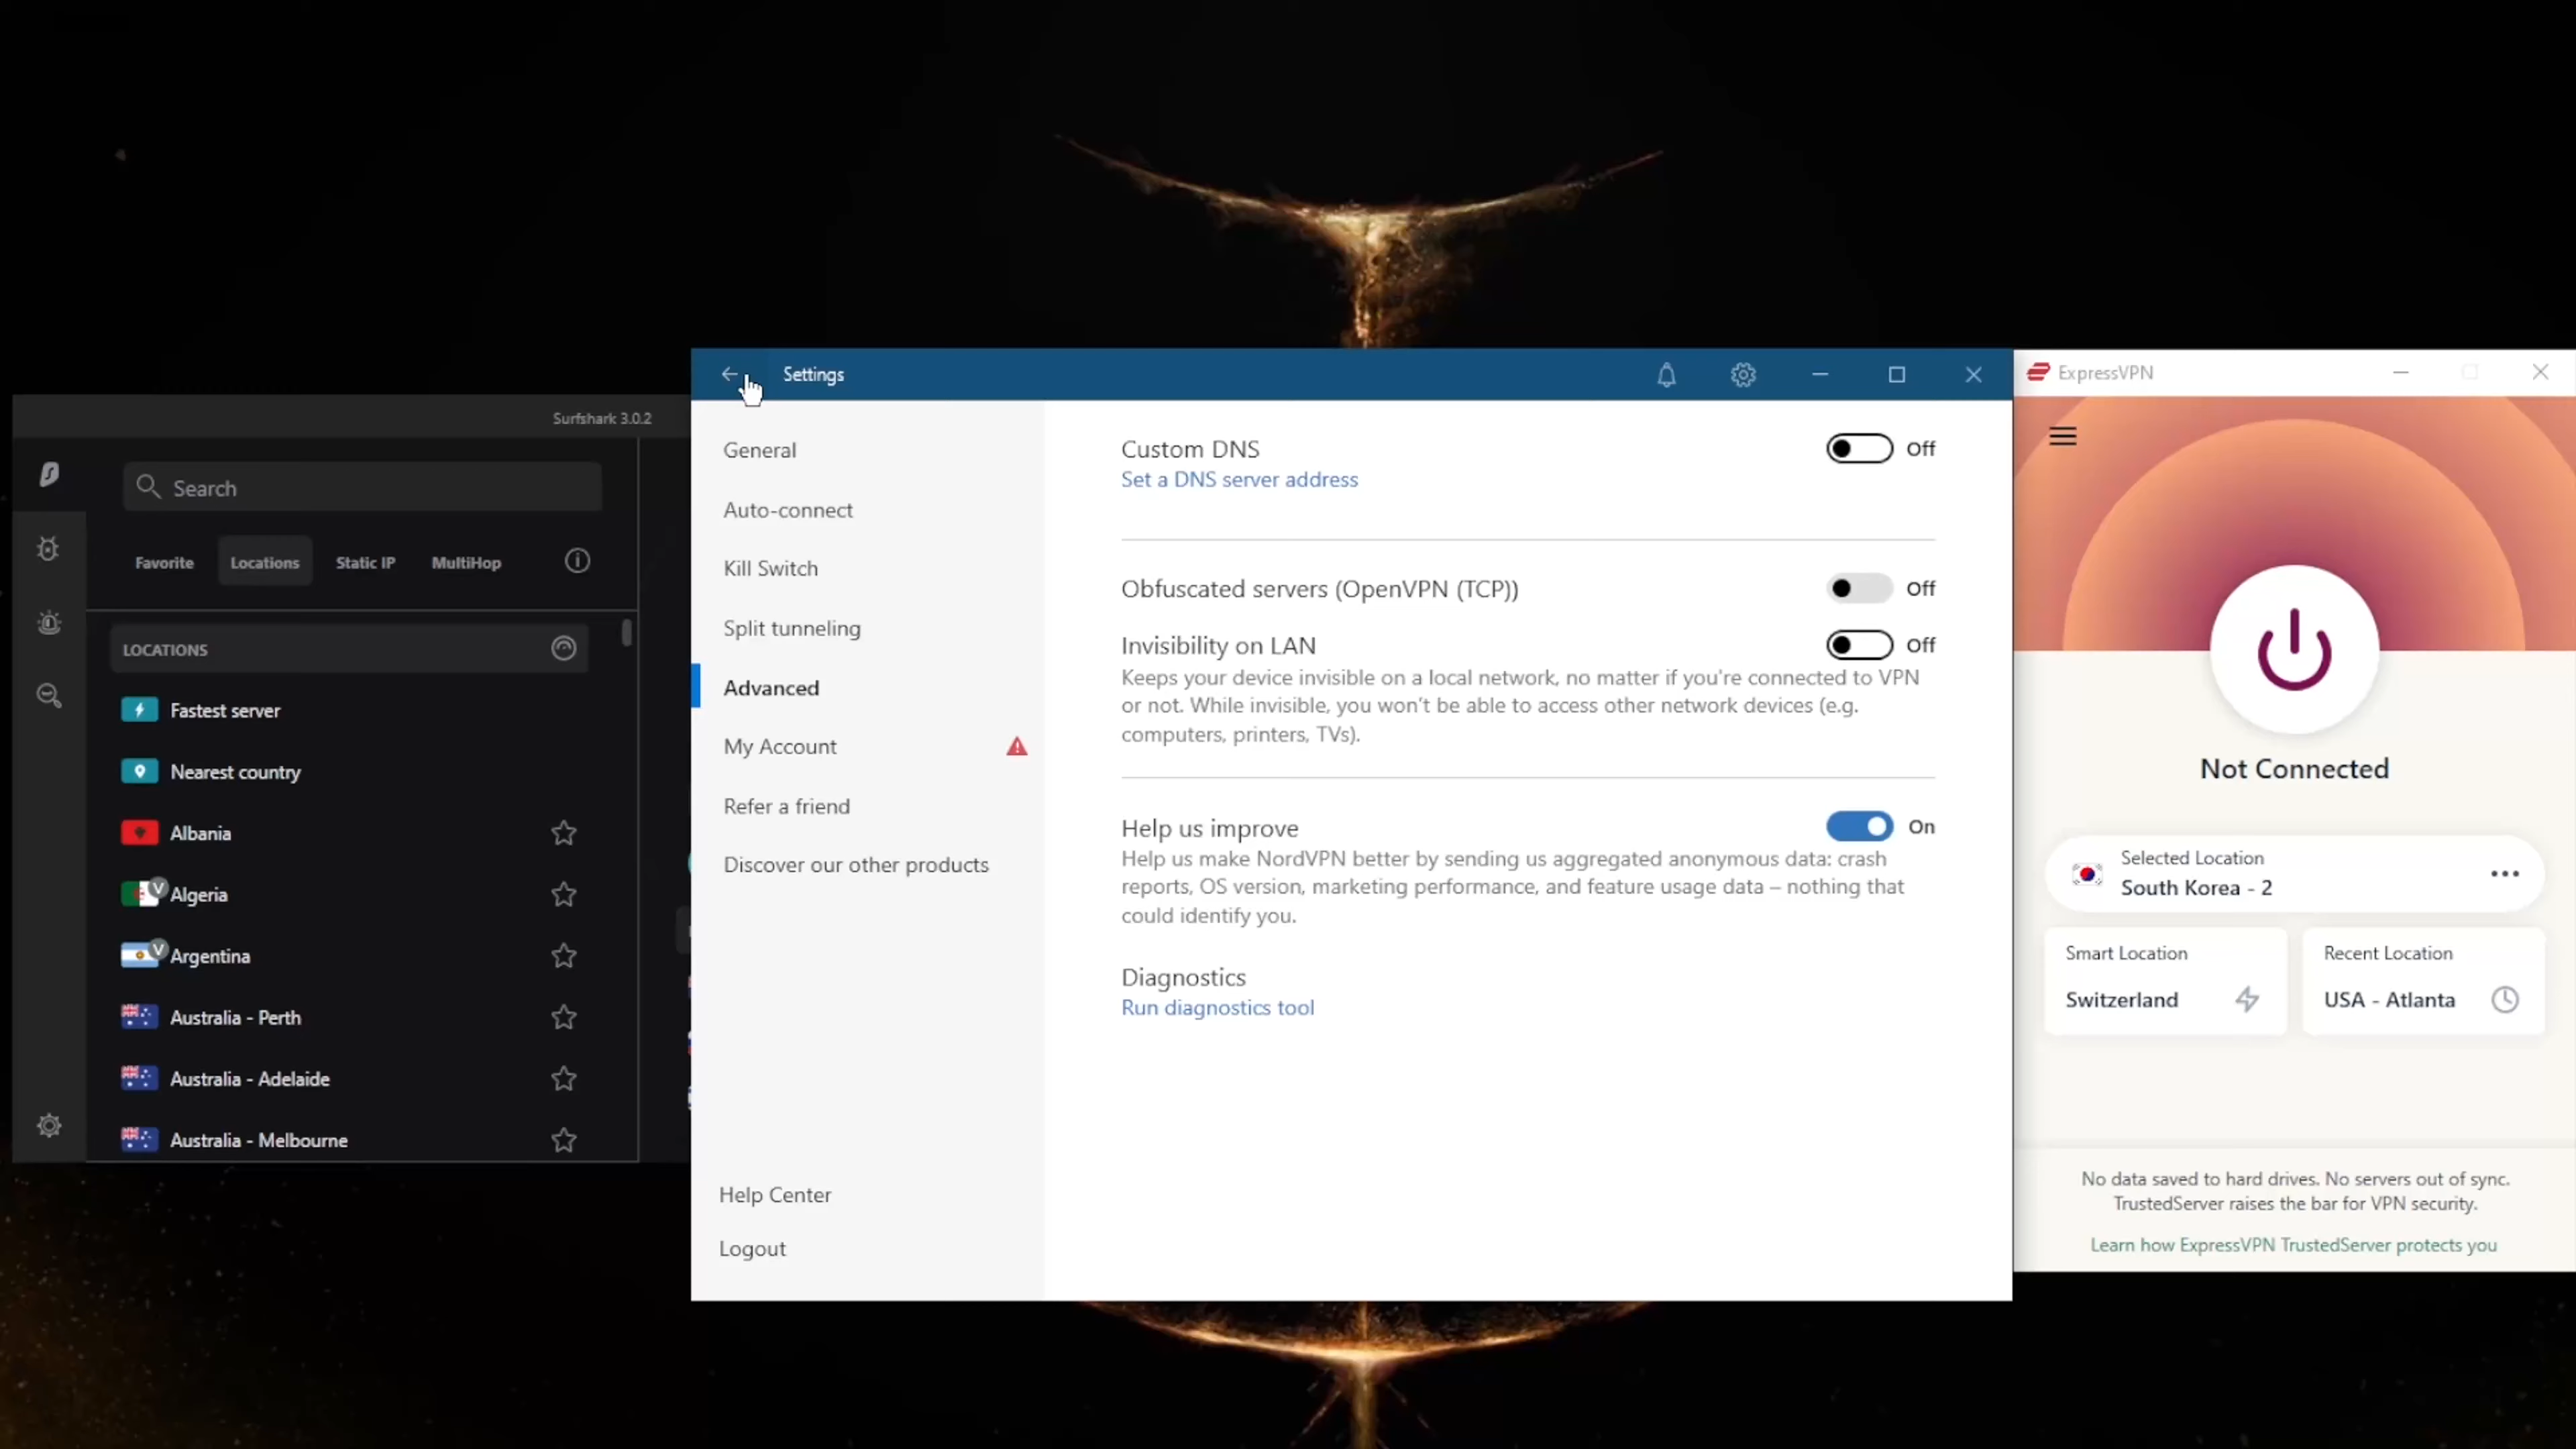 Surfshark 3.0.2
Search
Favorite
Locations
Static IP
MultiHop
LOCATIONS
Fastest server
Nearest country
Albania
V
Algeria
V
Argentina
Australia - Perth
Australia - Adelaide
Australia - Melbourne
Settings
General
Auto-connect
Kill Switch
Split tunneling
Advanced
My Account
Refer a friend
Discover our other products
Help Center
Logout
Custom DNS
Off
Set a DNS server address
Obfuscated servers (OpenVPN (TCP))
Off
Invisibility on LAN
Off
Keeps your device invisible on a local network, no matter if you're connected to VPN
or not. While invisible, you won't be able to access other network devices (e.g.
computers, printers, TVs).
Help us improve
On
Help us make NordVPN better by sending us aggregated anonymous data: crash
reports, OS version, marketing performance, and feature usage data – nothing that
could identify you.
Diagnostics
Run diagnostics tool
ExpressVPN
Not Connected
Selected Location
South Korea - 2
Smart Location
Switzerland
Recent Location
USA - Atlanta
No data saved to hard drives. No servers out of sync.
TrustedServer raises the bar for VPN security.
Learn how ExpressVPN TrustedServer protects you